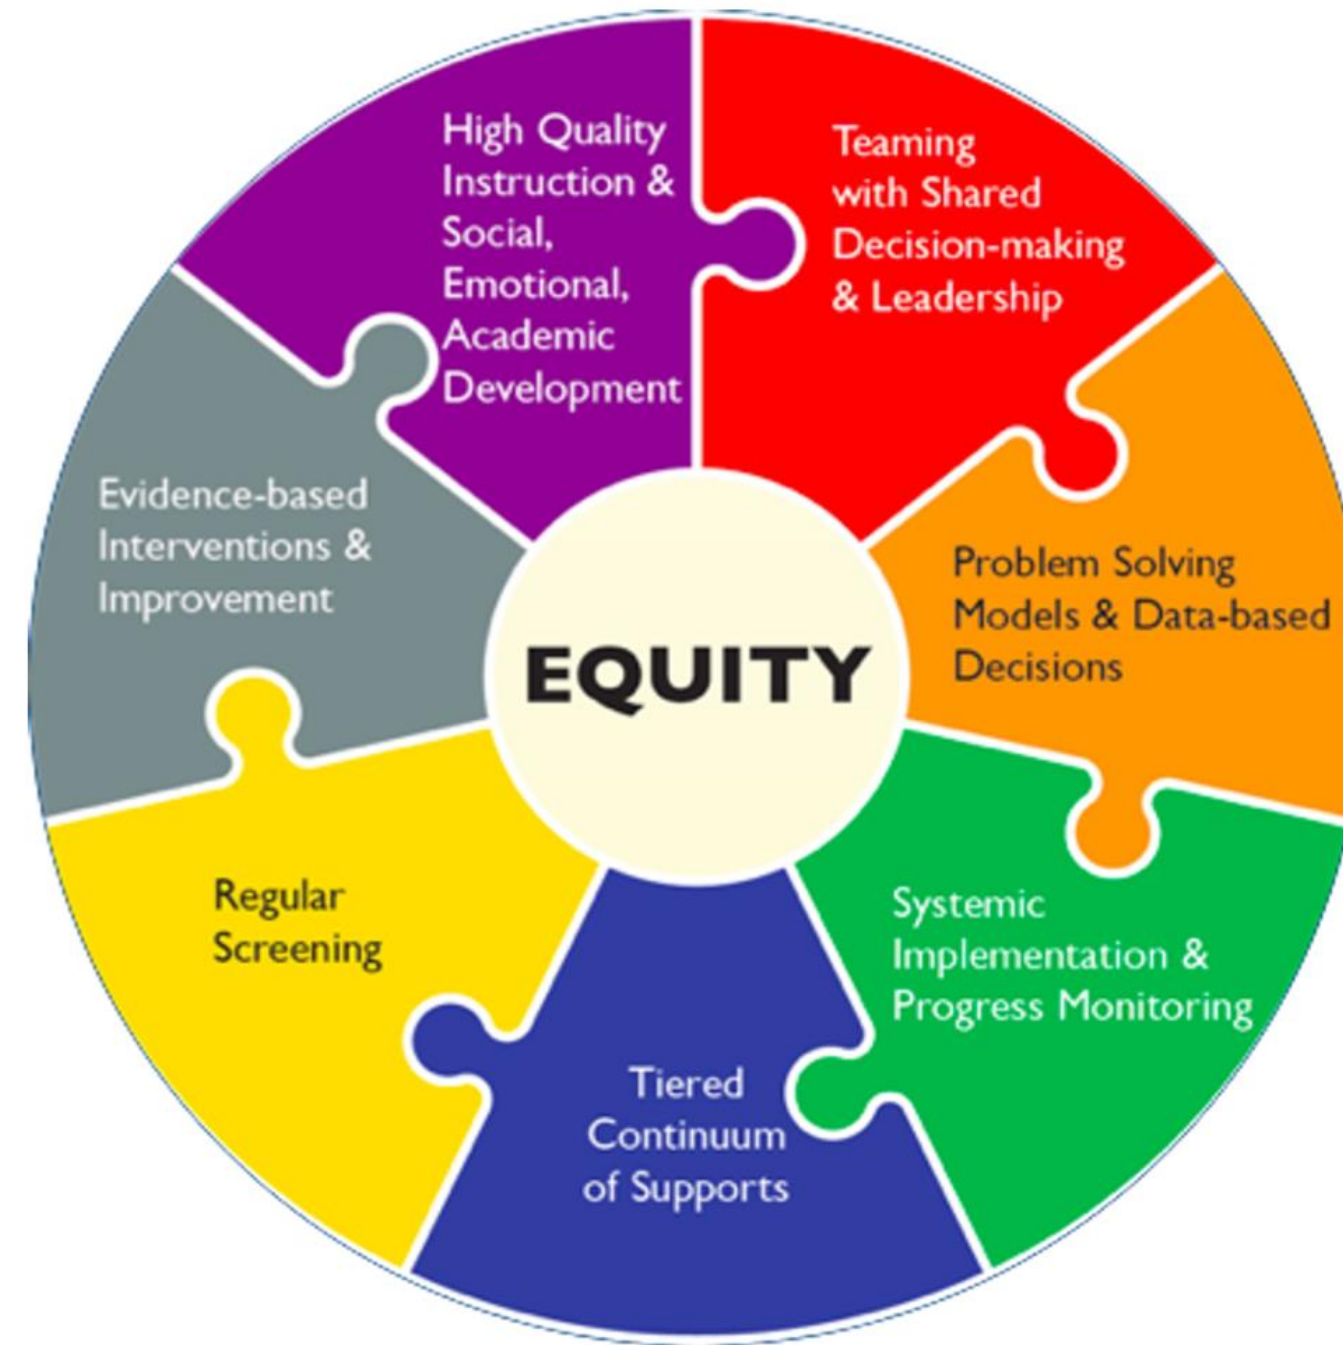 High Quality
Instruction &
Social,
Emotional,
Academic
Development
Teaming
with Shared
Decision-making
& Leadership
Problem Solving
Models & Data-based
Decisions
Systemic
Implementation &
Progress Monitoring
Tiered
Continuum
of Supports
Regular
Screening
Evidence-based
Interventions &
Improvement
EQUITY